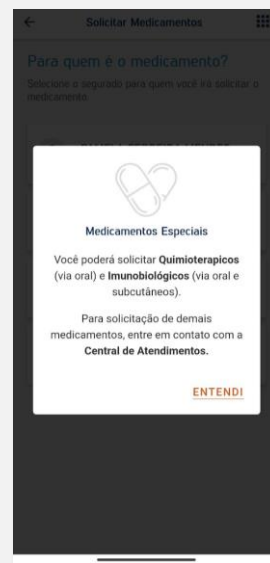 Solicitar Medicamentos
Para quem é o medicamento?
Selecione o segurado para quem você irá solicitar o
medicamento.
Medicamentos Especiais
Você poderá solicitar Quimioterapicos
(via oral) e Imunobiológicos (via oral e
subcutâneos).
Para solicitação de demais
medicamentos, entre em contato com a
Central de Atendimentos.
ENTENDI